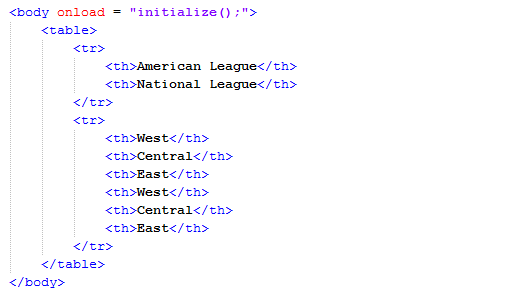 <body onload = "initialize();">
    <table>
        <tr>
            <th>American League</th>
            <th>National League</th>
        </tr>
        <tr>
            <th>West</th>
            <th>Central</th>
            <th>East</th>
            <th>West</th>
            <th>Central</th>
            <th>East</th>
        </tr>
    </table>
</body>